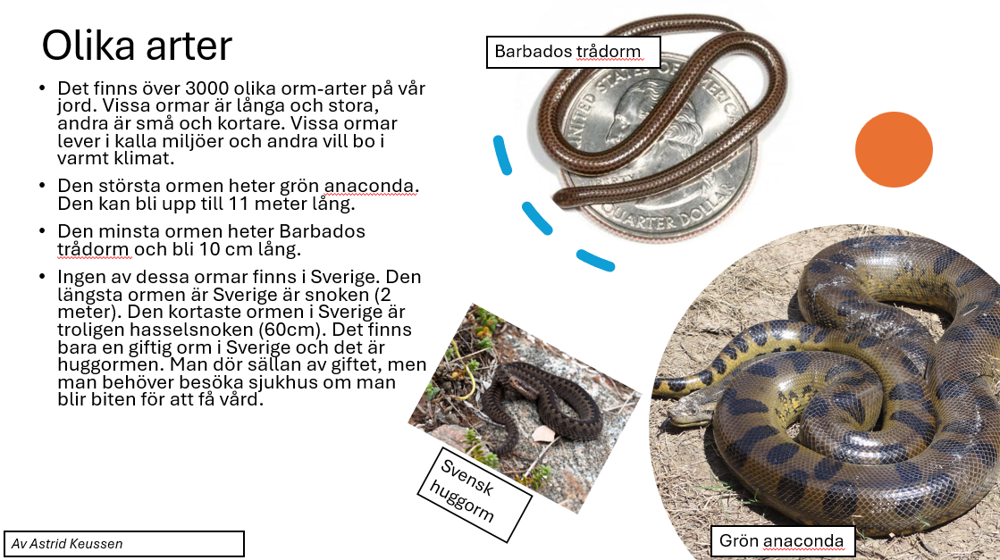 Olika arter
Det finns över 3000 olika orm-arter på vår
jord. Vissa ormar är långa och stora,
andra är små och kortare. Vissa ormar
lever i kalla miljöer och andra vill bo i
varmt klimat.
Den största ormen heter grön anaconda.
Den kan bli upp till 11 meter lång.
Den minsta ormen heter Barbados
trådorm och bli 10 cm lång.
Ingen av dessa ormar finns i Sverige. Den
längsta ormen är Sverige är snoken (2
meter). Den kortaste ormen i Sverige är
troligen hasselsnoken (60cm). Det finns
bara en giftig orm i Sverige och det är
huggormen. Man dör sällan av giftet, men
man behöver besöka sjukhus om man
blir biten för att få vård.
Av Astrid Keussen
Barbados trådorm
UNITED STATES OF AMERICA
QUARTER DOLLAR
Svensk
huggorm
Grön anaconda